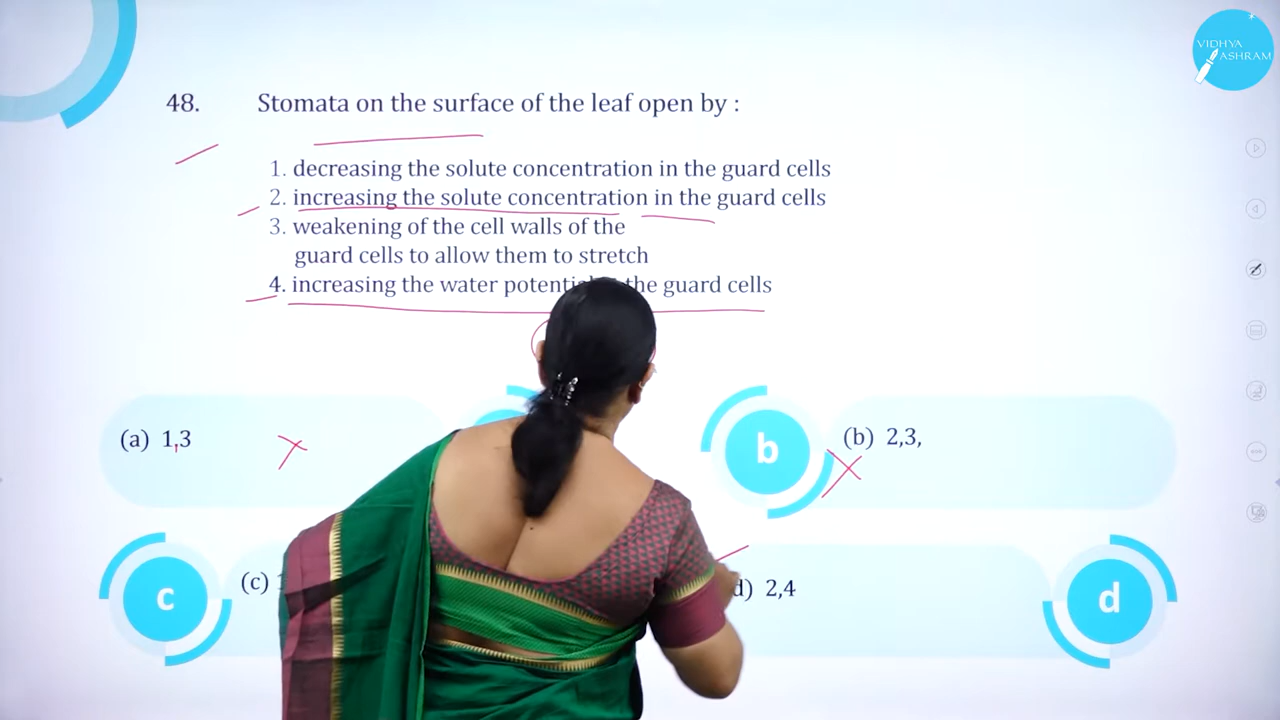 VIDHYA
ASHRAM
48. Stomata on the surface of the leaf open by :
1. decreasing the solute concentration in the guard cells
2. increasing the solute concentration in the guard cells
3. weakening of the cell walls of the
guard cells to allow them to stretch
4. increasing the water the guard cells
(a) 1,3
b
(b) 2,3,
c
(c)
d) 2,4
d